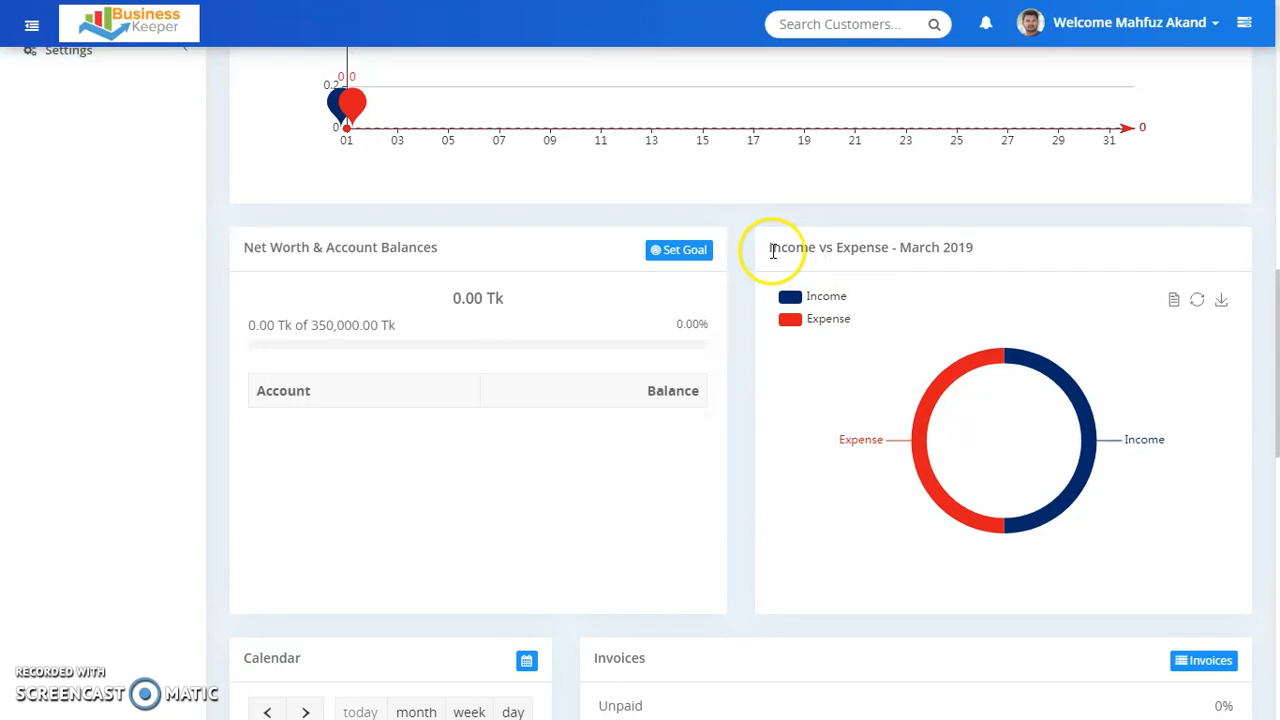 Business
Keeper
Search Customers...
Welcome Mahfuz Akand
Settings
0 0
0.2
0
0
01 03 05 07 09 11 13 15 17 19 21 23 25 27 29 31
Net Worth & Account Balances
Set Goal
0.00 Tk
0.00 Tk of 350,000.00 Tk
0.00%
Account
Balance
Income vs Expense - March 2019
Income
Expense
Expense
Income
Calendar
today month week day
Invoices
Invoices
Unpaid
0%
RECORDED WITH
SCREENCAST MATIC